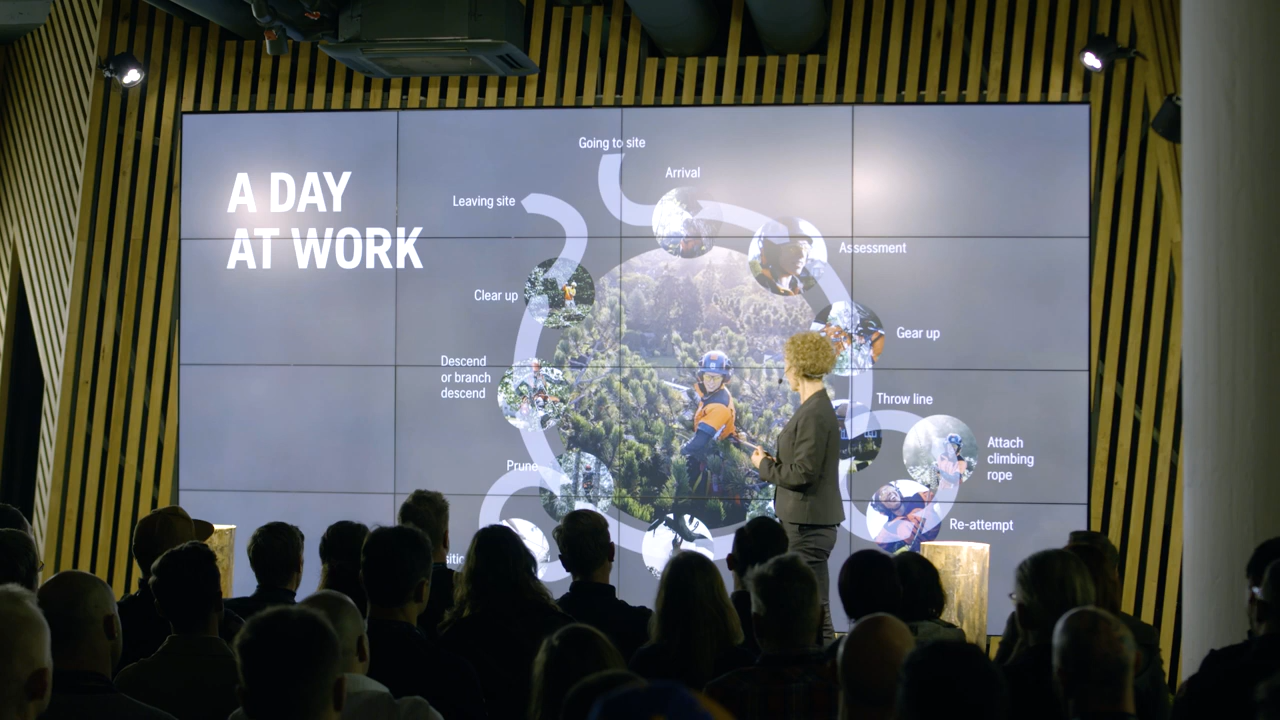 A DAY
AT WORK
Going to site
Arrival
Assessment
Gear up
Throw line
Attach
climbing
rope
Re-attempt
Prune
Descend
or branch
descend
Clear up
Leaving site